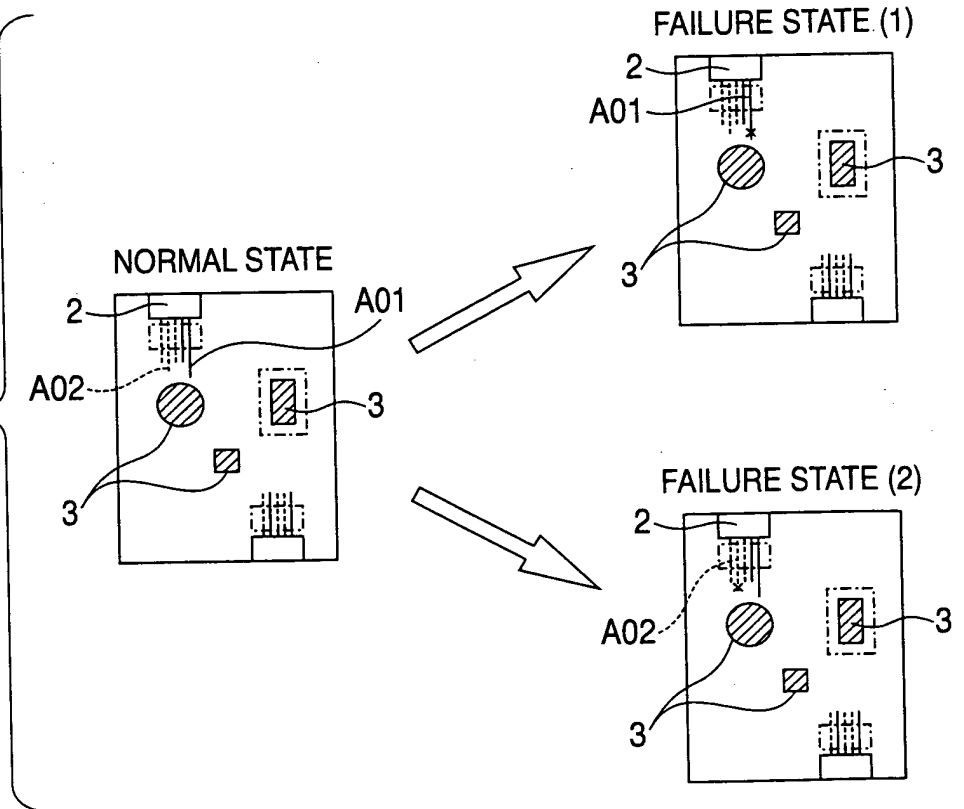 FAILURE STATE (1)
2
A01
3
3
NORMAL STATE
2
A01
A02
3
3
FAILURE STATE (2)
2
A02
3
3